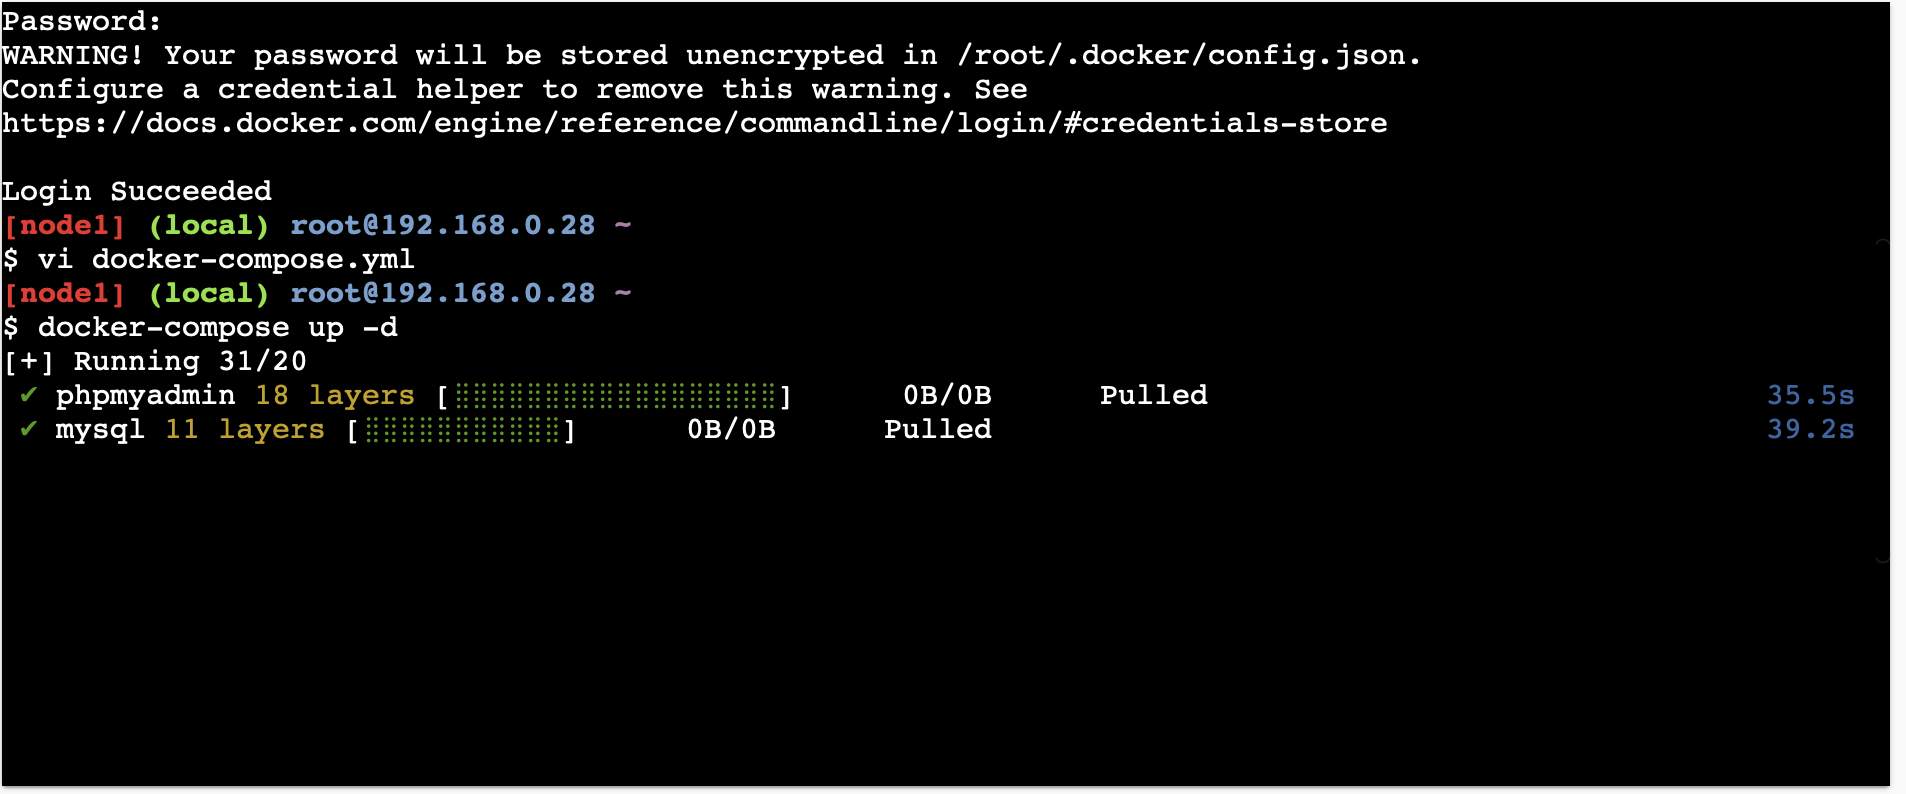 Password:
WARNING! Your password will be stored unencrypted in /root/.docker/config.json.
Configure a credential helper to remove this warning. See
https://docs.docker.com/engine/reference/commandline/login/#credentials-store
Login Succeeded
[node1] (local) root@192.168.0.28 ~
$ vi docker-compose.yml
[node1] (local) root@192.168.0.28 ~
$ docker-compose up -d
[+] Running 31/20
✔ phpmyadmin 18 layers [⣿⣿⣿⣿⣿⣿⣿⣿⣿⣿⣿⣿⣿⣿⣿⣿⣿⣿] 0B/0B Pulled 35.5s
✔ mysql 11 layers [⣿⣿⣿⣿⣿⣿⣿⣿⣿⣿⣿] 0B/0B Pulled 39.2s